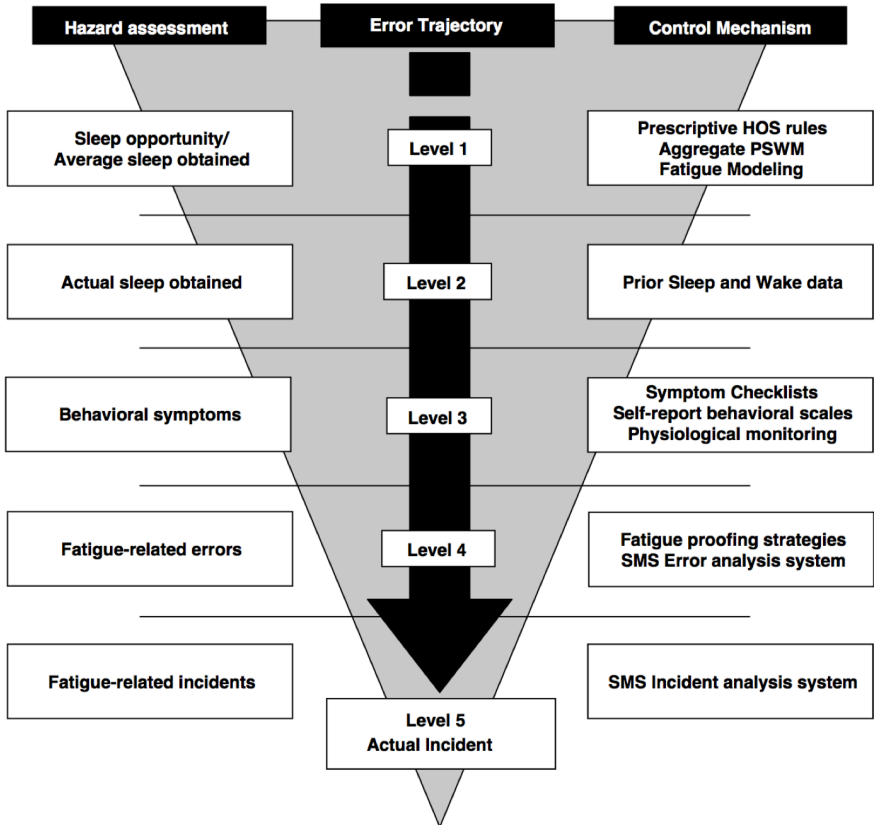 Hazard assessment
Error Trajectory
Control Mechanism
Sleep opportunity/
Average sleep obtained
Level 1
Prescriptive HOS rules
Aggregate PSWM
Fatigue Modeling
Actual sleep obtained
Level 2
Prior Sleep and Wake data
Behavioral symptoms
Level 3
Symptom Checklists
Self-report behavioral scales
Physiological monitoring
Fatigue-related errors
Level 4
Fatigue proofing strategies
SMS Error analysis system
Fatigue-related incidents
SMS Incident analysis system
Level 5
Actual Incident